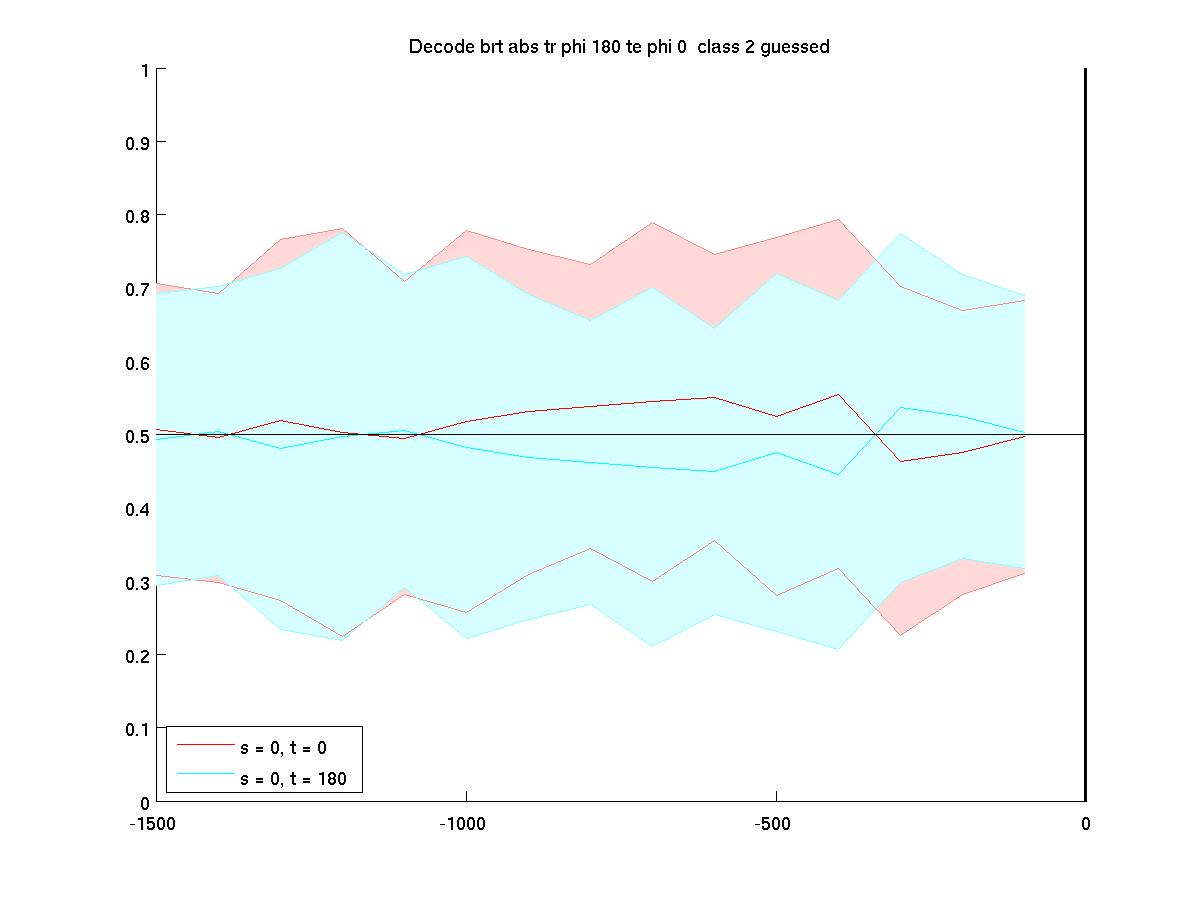 Decode brt abs tr phi 180 te phi 0 class 2 guessed
1
0.9
0.8
0.7
0.6
0.5
0.4
0.3
0.2
0.1
0
s = 0, t = 0
s = 0, t = 180
-1500 -1000 -500 0